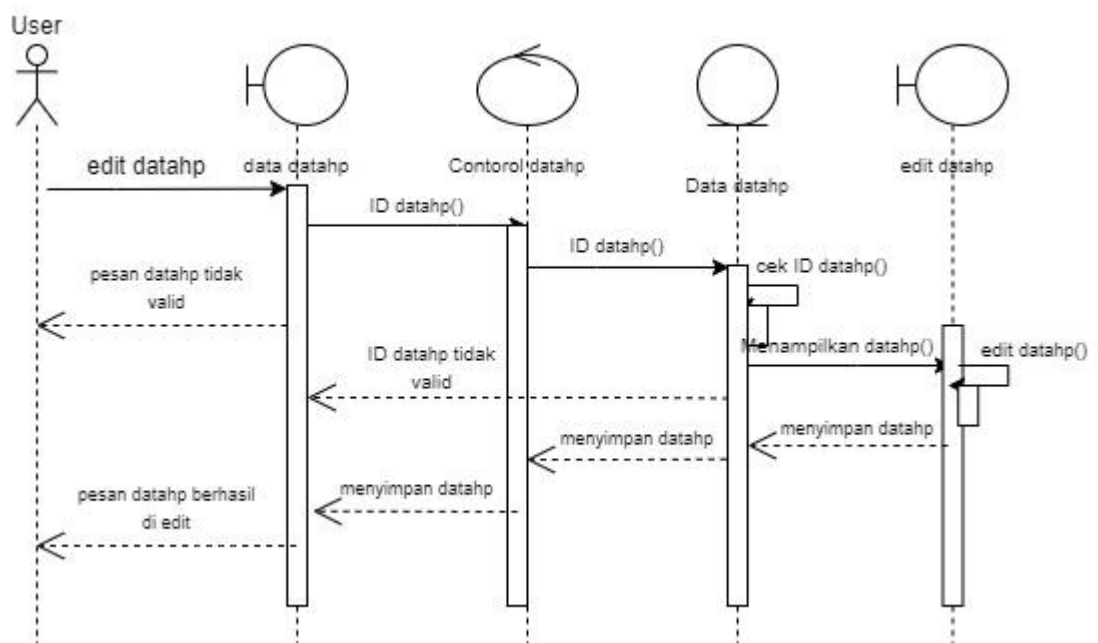 User
edit datahp
data datahp
Contorol datahp
Data datahp
edit datahp
ID datahp()
ID datahp()
cek ID datahp()
pesan datahp tidak
valid
Menampilkan datahp()
edit datahp()
ID datahp tidak
valid
menyimpan datahp
menyimpan datahp
menyimpan datahp
pesan datahp berhasil
di edit